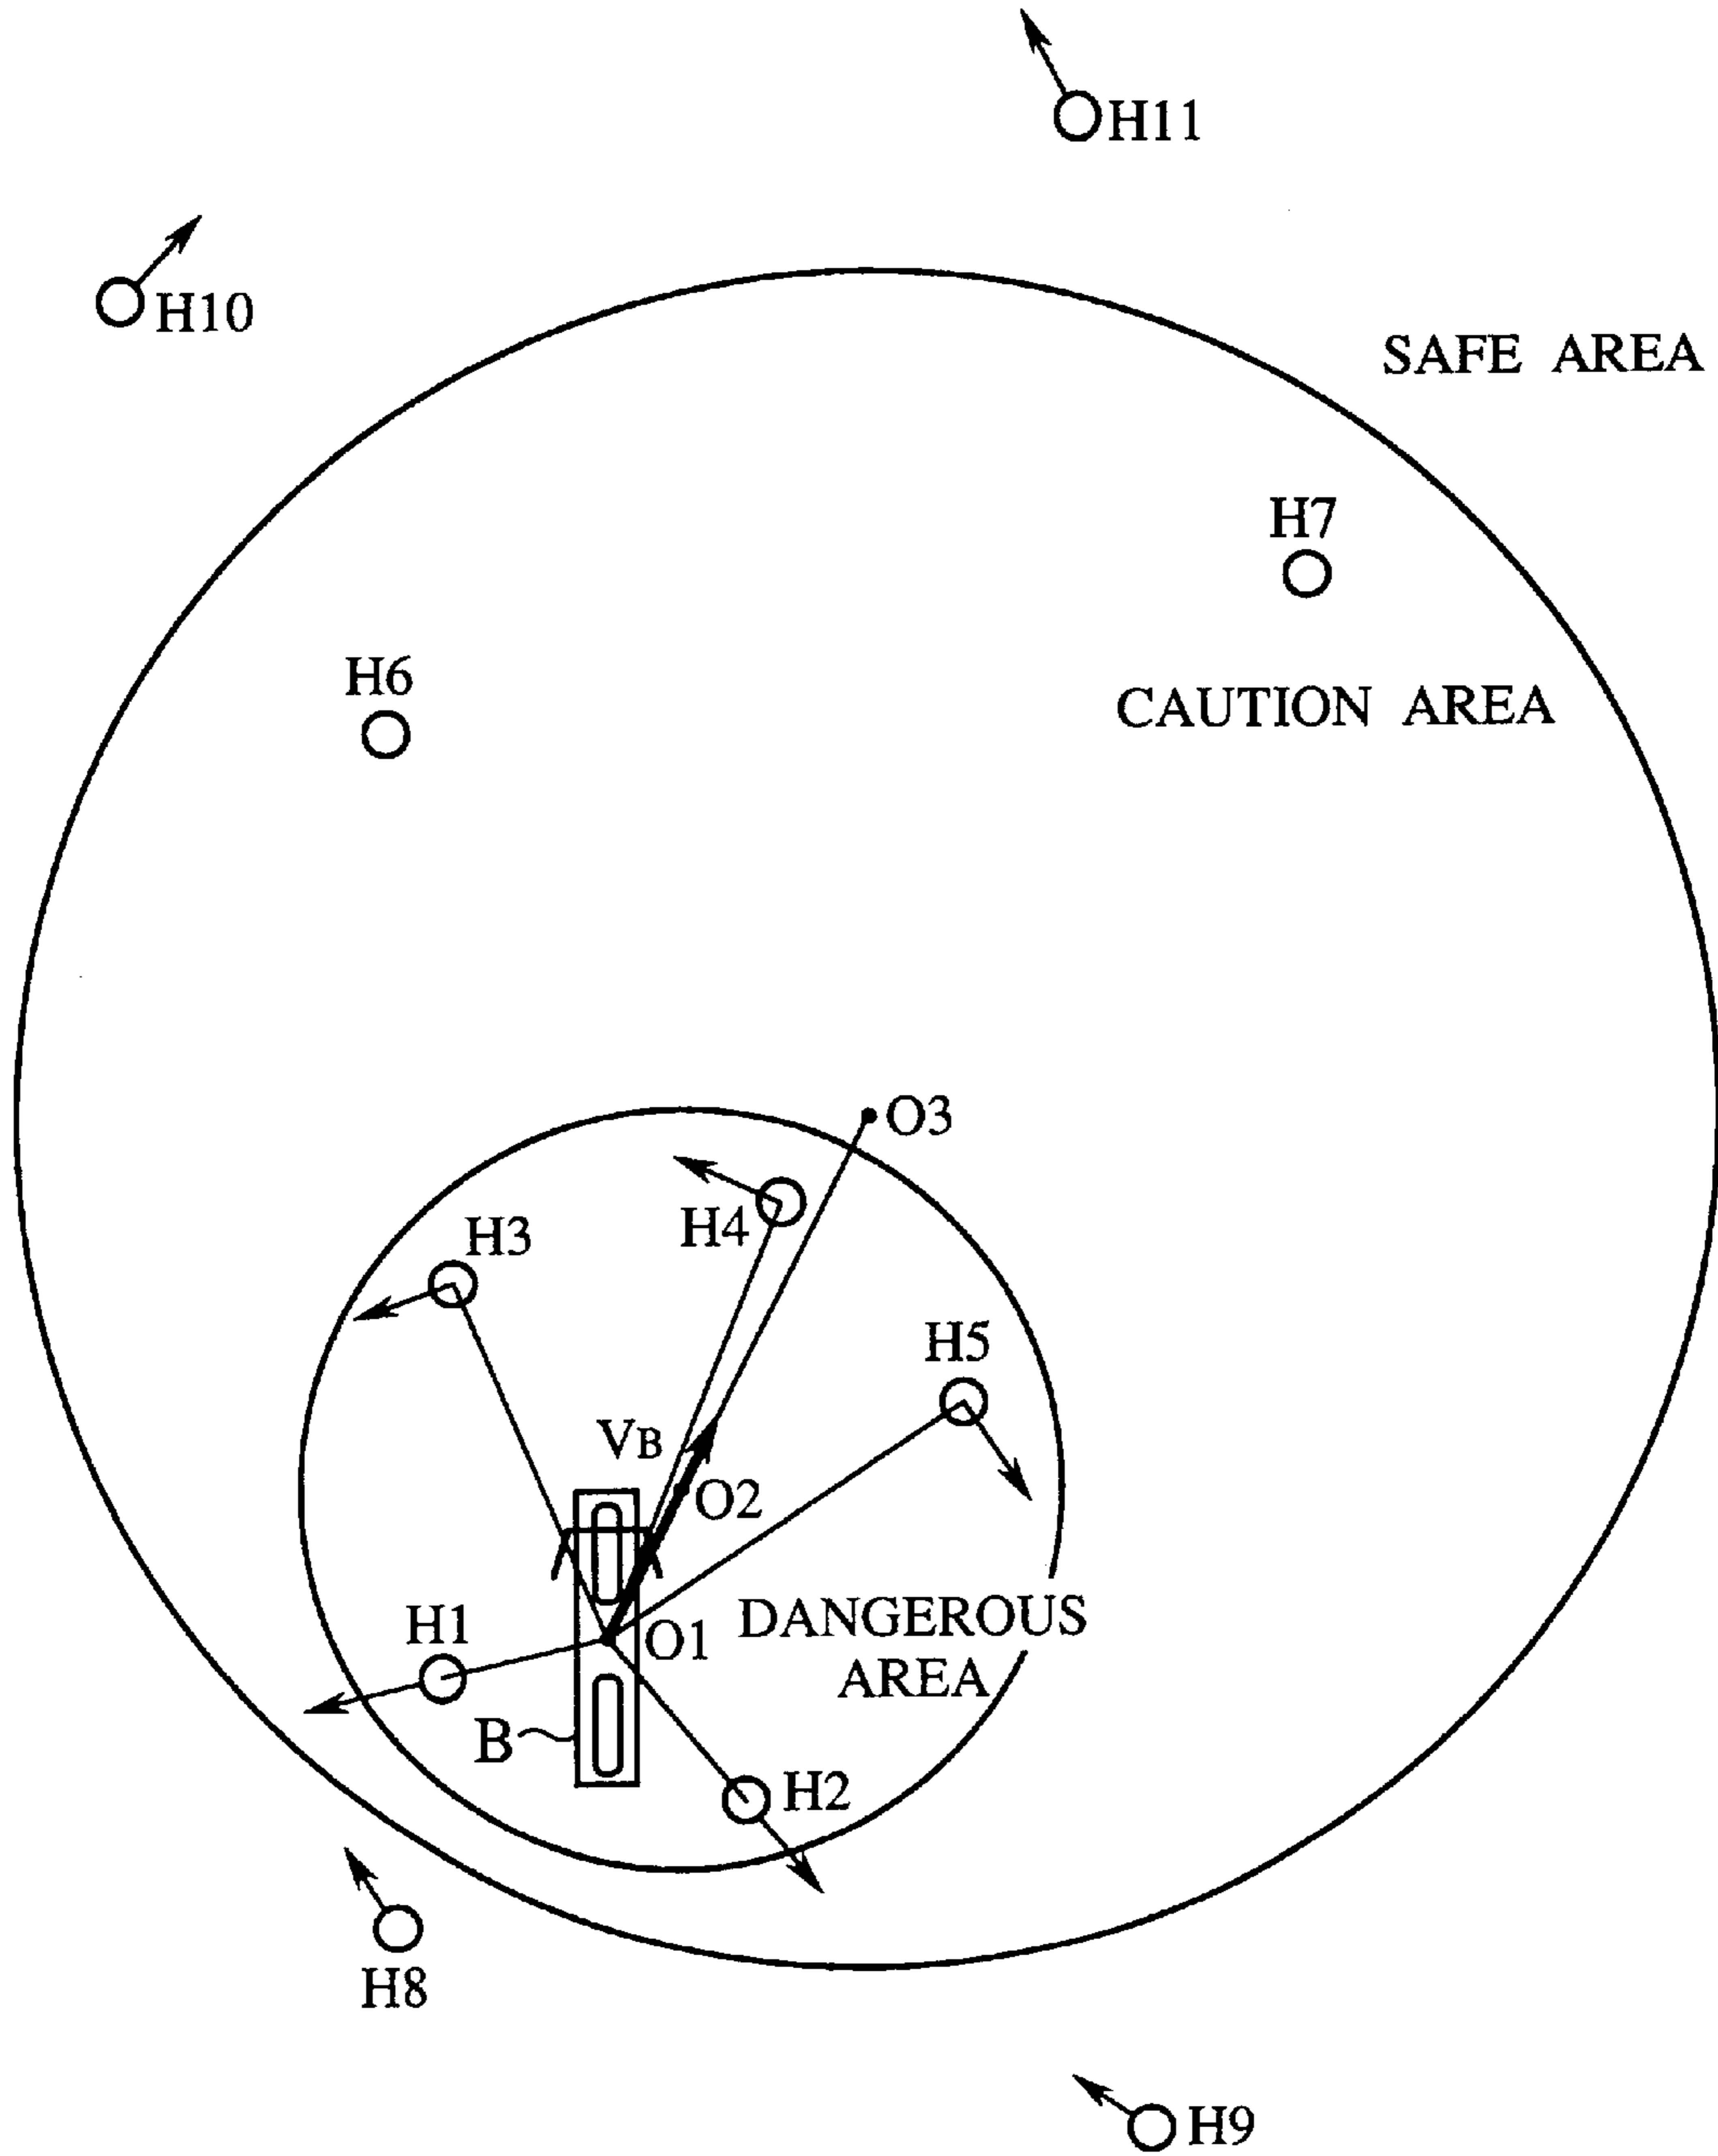 H11
H10
SAFE AREA
H7
H6
CAUTION AREA
O3
H4
H3
H5
VB
O2
H1
O1
DANGEROUS
AREA
B
H2
H8
H9